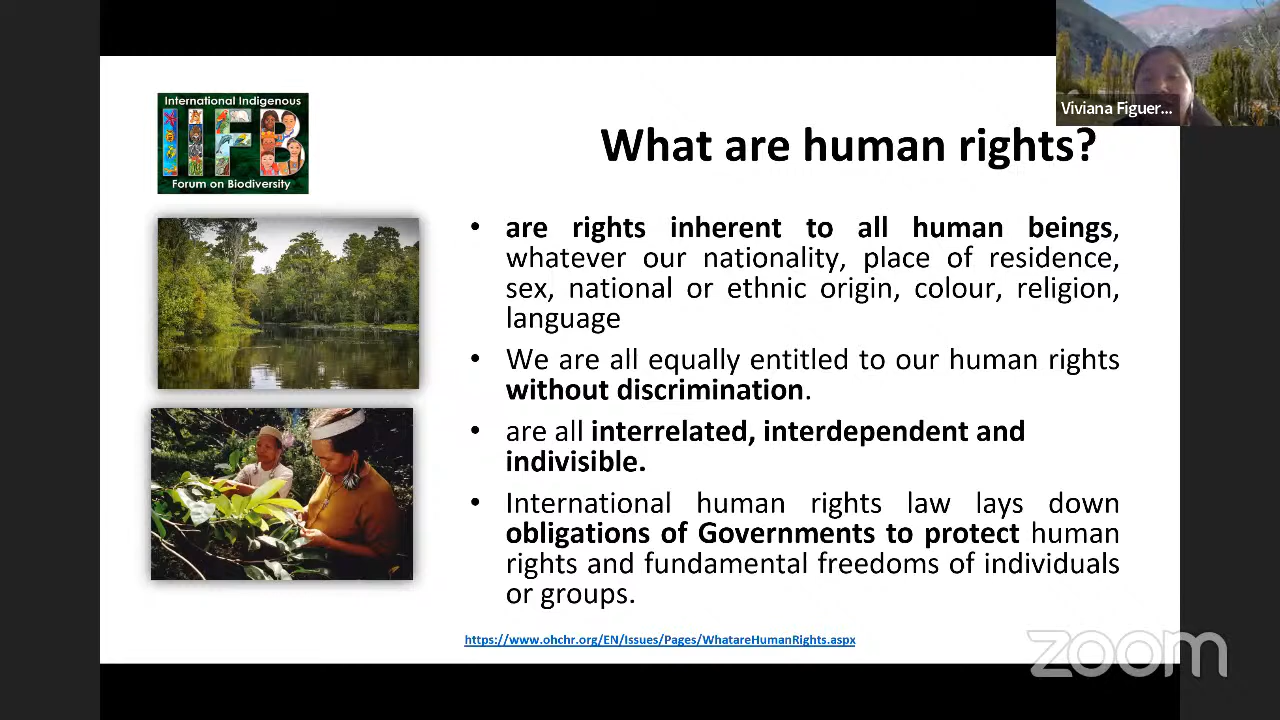 International Indigenous
IIFB
Forum on Biodiversity
Viviana Figuer...
What are human rights?
• are rights inherent to all human beings,
whatever our nationality, place of residence,
sex, national or ethnic origin, colour, religion,
language
• We are all equally entitled to our human rights
without discrimination.
• are all interrelated, interdependent and
indivisible.
• International human rights law lays down
obligations of Governments to protect human
rights and fundamental freedoms of individuals
or groups.
https://www.ohchr.org/EN/Issues/Pages/WhatareHumanRights.aspx
zoom